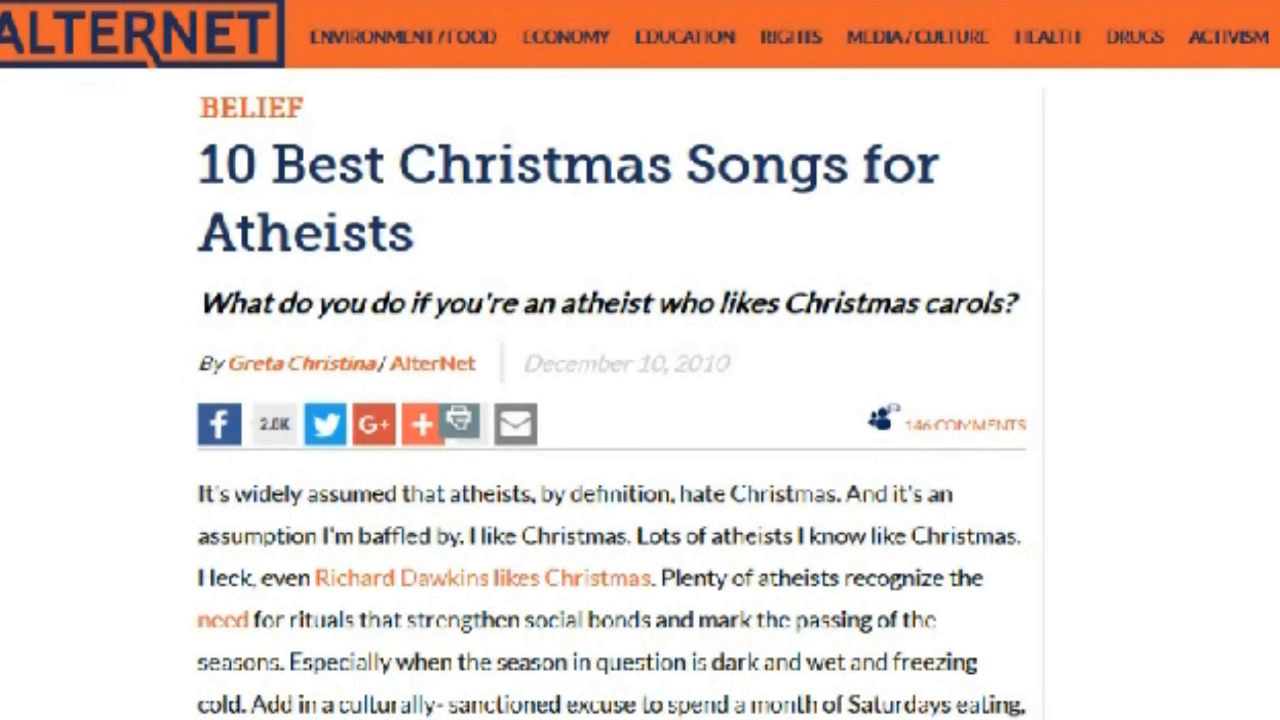 ALTERNET ENVIRONMENT/FOOD ECONOMY EDUCATION RIGHTS MEDIA/CULTURE HEALTH DRUGS ACTIVISM
BELIEF
10 Best Christmas Songs for
Atheists
What do you do if you're an atheist who likes Christmas carols?
By Greta Christina / AlterNet December 10, 2010
f 2.0K G+ + 146 COMMENTS
It's widely assumed that atheists, by definition, hate Christmas. And it's an
assumption I'm baffled by. I like Christmas. Lots of atheists I know like Christmas.
Heck, even Richard Dawkins likes Christmas. Plenty of atheists recognize the
need for rituals that strengthen social bonds and mark the passing of the
seasons. Especially when the season in question is dark and wet and freezing
cold. Add in a culturally- sanctioned excuse to spend a month of Saturdays eating,